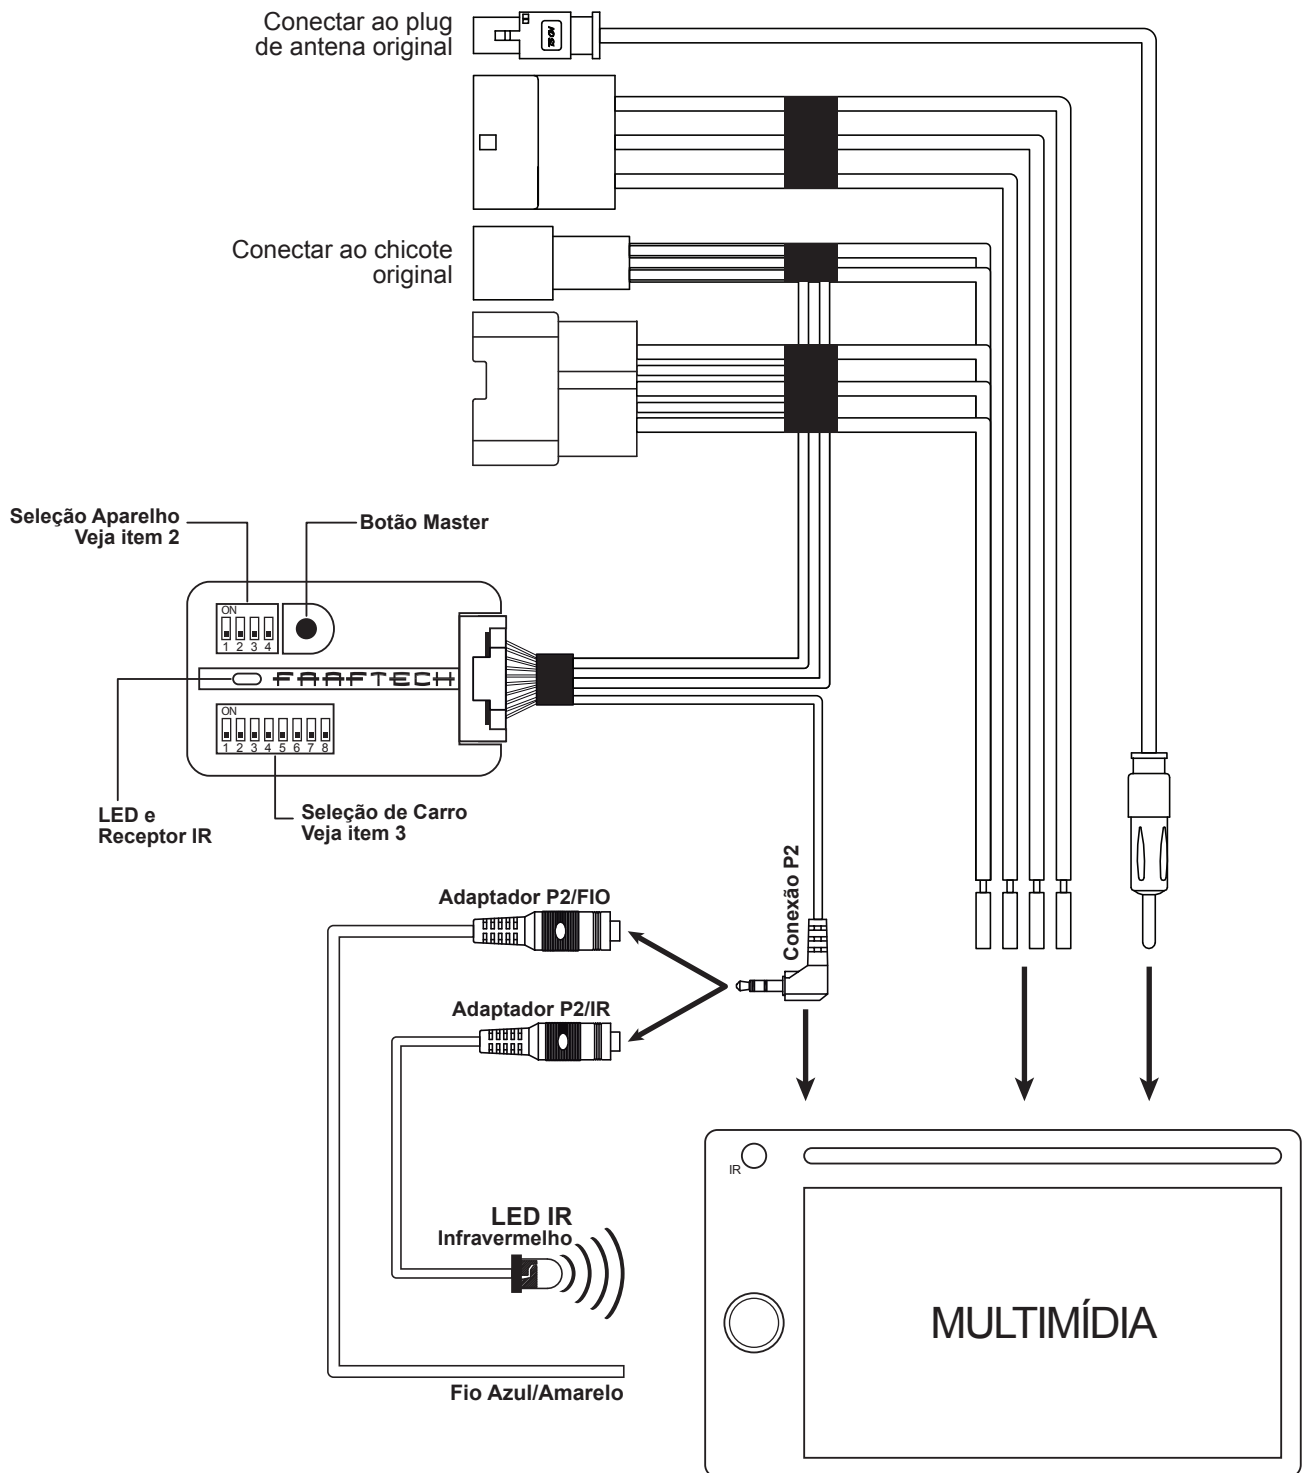 Conectar ao plug
de antena original
Conectar ao chicote
original
Seleção Aparelho
Veja item 2
Botão Master
ON
1 2 3 4
FAAFTECH
ON
1 2 3 4 5 6 7 8
LED e
Receptor IR
Seleção de Carro
Veja item 3
Conexão P2
Adaptador P2/FIO
Adaptador P2/IR
LED IR
Infravermelho
Fio Azul/Amarelo
IR
MULTIMÍDIA